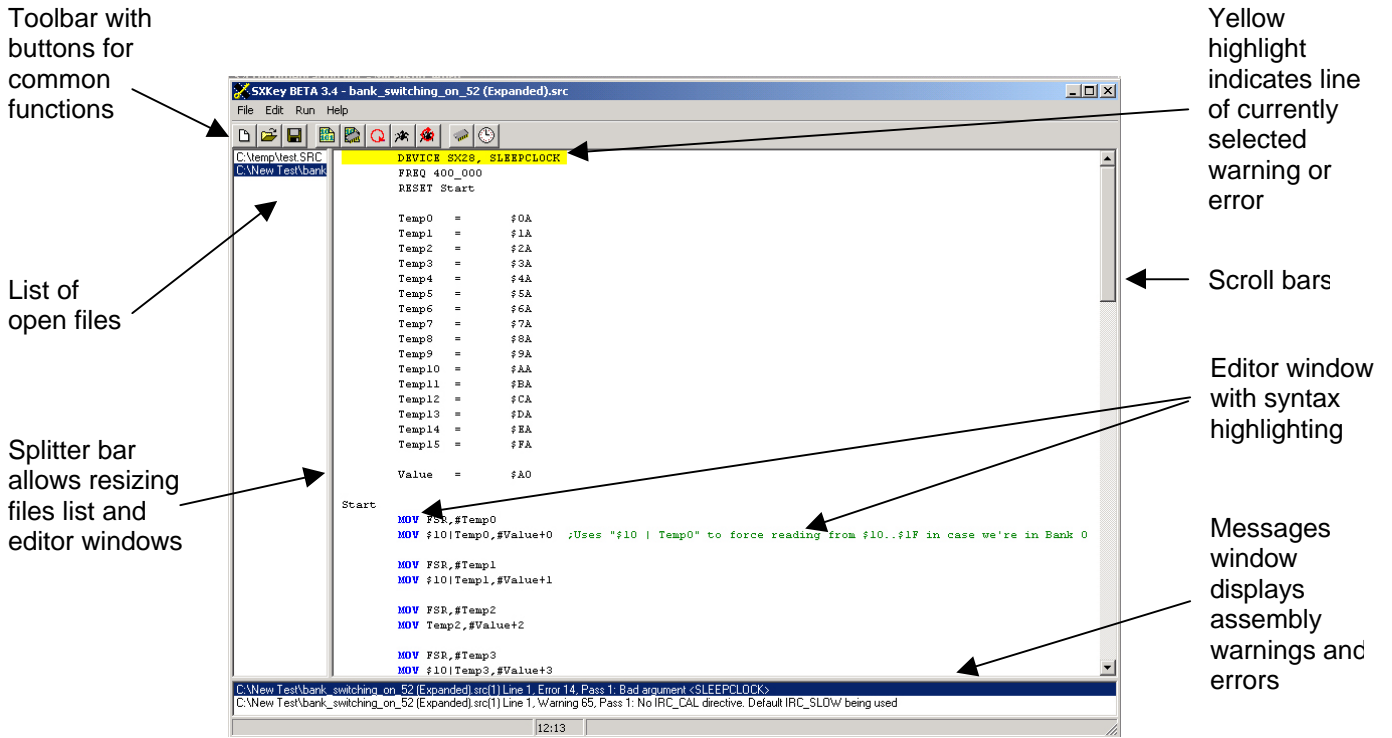 Toolbar with
buttons for
common
functions
List of
open files
Splitter bar
allows resizing
files list and
editor windows
SXKey BETA 3.4 - bank_switching_on_52 (Expanded).src
File Edit Run Help
C:\temp\test.SRC
C:\New Test\bank
DEVICE SX28, SLEEPCLOCK
FREQ 400_000
RESET Start
Temp0 = $0A
Temp1 = $1A
Temp2 = $2A
Temp3 = $3A
Temp4 = $4A
Temp5 = $5A
Temp6 = $6A
Temp7 = $7A
Temp8 = $8A
Temp9 = $9A
Temp10 = $AA
Temp11 = $BA
Temp12 = $CA
Temp13 = $DA
Temp14 = $EA
Temp15 = $FA
Value = $A0
Start
MOV FSR,#Temp0
MOV $10|Temp0,#Value+0 ;Uses "$10 | Temp0" to force reading from $10..$1F in case we're in Bank 0
MOV FSR,#Temp1
MOV $10|Temp1,#Value+1
MOV FSR,#Temp2
MOV Temp2,#Value+2
MOV FSR,#Temp3
MOV $10|Temp3,#Value+3
C:\New Test\bank_switching_on_52 (Expanded).src(1) Line 1, Error 14, Pass 1: Bad argument <SLEEPCLOCK>
C:\New Test\bank_switching_on_52 (Expanded).src(1) Line 1, Warning 65, Pass 1: No IRC_CAL directive. Default IRC_SLOW being used
12:13
Yellow
highlight
indicates line
of currently
selected
warning or
error
Scroll bars
Editor window
with syntax
highlighting
Messages
window
displays
assembly
warnings and
errors